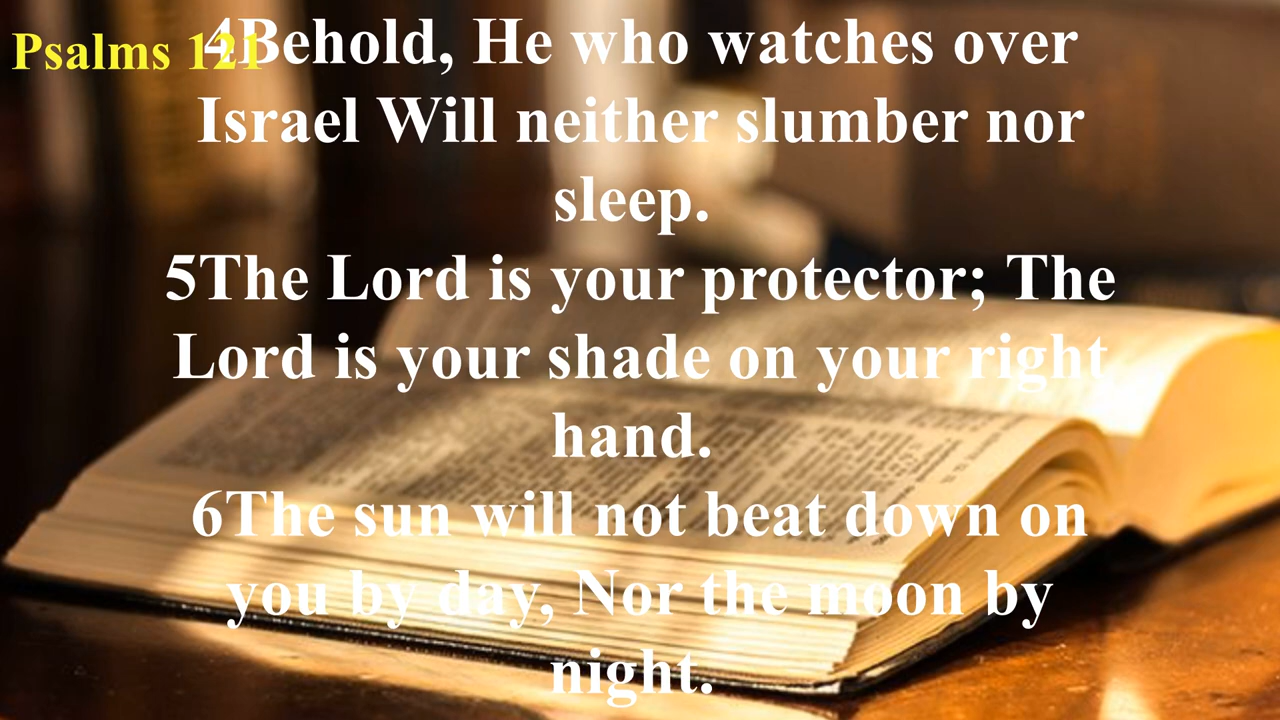 Psalms 121
4Behold, He who watches over
Israel Will neither slumber nor
sleep.
5The Lord is your protector; The
Lord is your shade on your right
hand.
6The sun will not beat down on
you by day, Nor the moon by
night.